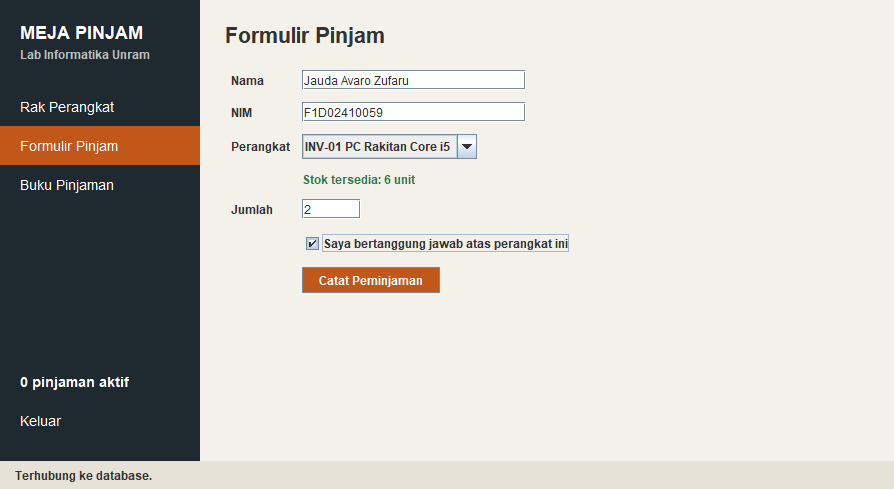 MEJA PINJAM
Lab Informatika Unram
Rak Perangkat
Formulir Pinjam
Buku Pinjaman
0 pinjaman aktif
Keluar
Formulir Pinjam
Nama Jauda Avaro Zufaru
NIM F1D02410059
Perangkat INV-01 PC Rakitan Core i5
Stok tersedia: 6 unit
Jumlah 2
Saya bertanggung jawab atas perangkat ini
Catat Peminjaman
Terhubung ke database.